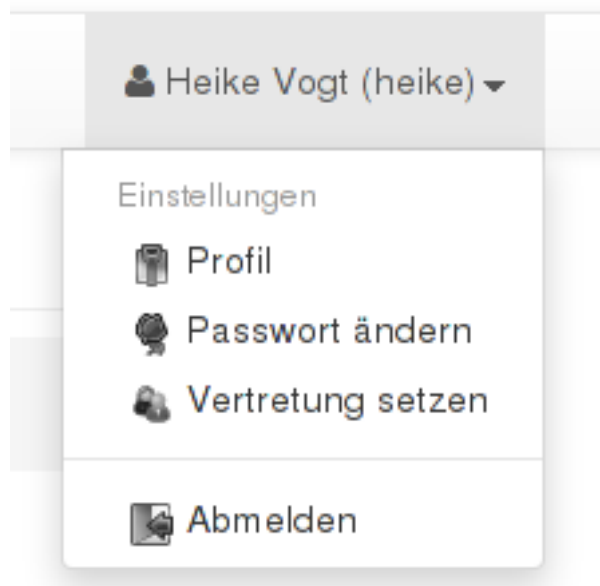 Heike Vogt (heike)
Einstellungen
Profil
Passwort ändern
Vertretung setzen
Abmelden